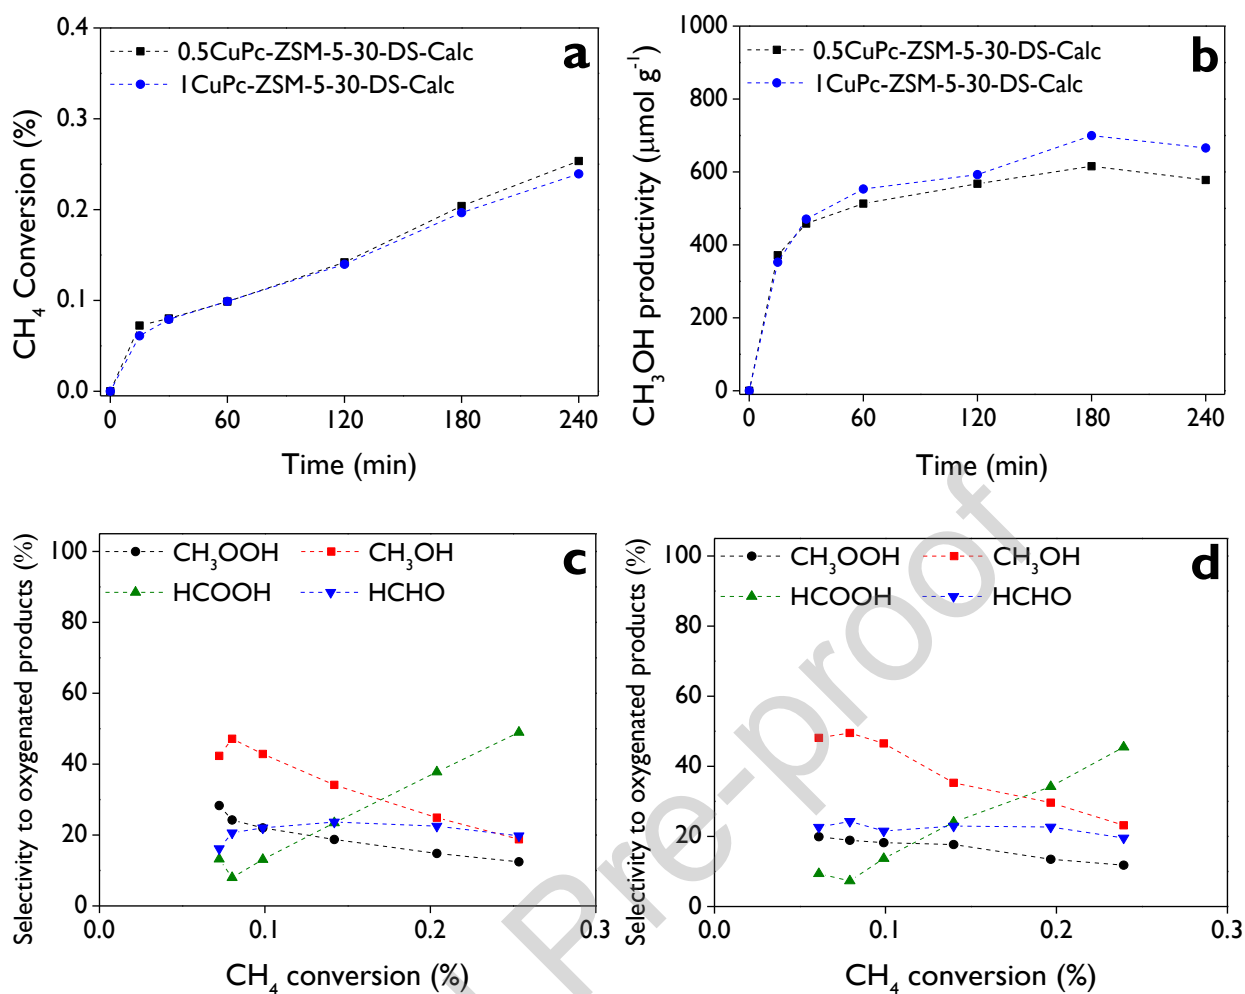 a
0.5CuPc-ZSM-5-30-DS-Calc
1CuPc-ZSM-5-30-DS-Calc
CH4 Conversion (%)
0.4
0.3
0.2
0.1
0.0
0 60 120 180 240
Time (min)
b
0.5CuPc-ZSM-5-30-DS-Calc
1CuPc-ZSM-5-30-DS-Calc
CH3OH productivity (μmol g⁻¹)
1000
800
600
400
200
0
0 60 120 180 240
Time (min)
c
CH3OOH CH3OH
HCOOH HCHO
Selectivity to oxygenated products (%)
100
80
60
40
20
0
0.0 0.1 0.2 0.3
CH4 conversion (%)
d
CH3OOH CH3OH
HCOOH HCHO
Selectivity to oxygenated products (%)
100
80
60
40
20
0
0.0 0.1 0.2 0.3
CH4 conversion (%)
Pre-proof